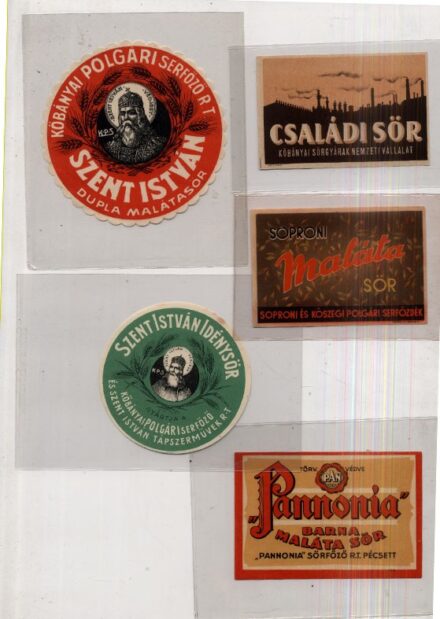 KŐBÁNYAI POLGÁRI SERFŐZŐ R.T.
K.P.S
SZENT ISTVÁN
DUPLA MALÁTASÖR
CSALÁDI SÖR
KŐBÁNYAI SÖRGYÁRAK NEMZETI VÁLLALAT
SOPRONI
Maláta
SÖR
SOPRONI ÉS KŐSZEGI POLGÁRI SERFŐZDÉK
SZENT ISTVÁN IDÉNYSÖR
K.P.S
GYÁRTJA A
KŐBÁNYAI POLGÁRI SERFŐZŐ
ÉS SZENT ISTVÁN TÁPSZERMŰVEK R.T.
TÖRV. VÉDVE
PAN
„Pannonia"
BARNA
MALÁTA SÖR
„PANNONIA" SÖRFŐZŐ R.T. PÉCSETT